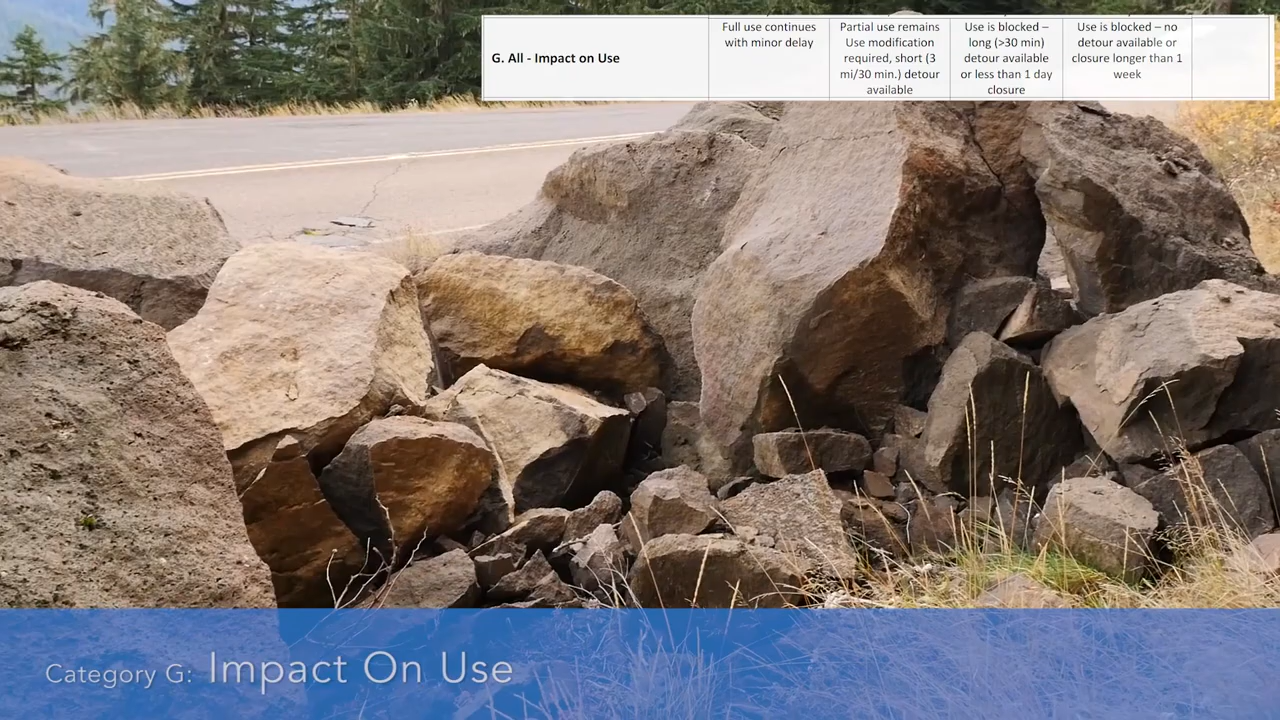 G. All - Impact on Use
Full use continues
with minor delay
Partial use remains
Use modification
required, short (3
mi/30 min.) detour
available
Use is blocked –
long (>30 min)
detour available
or less than 1 day
closure
Use is blocked – no
detour available or
closure longer than 1
week
Category G: Impact On Use